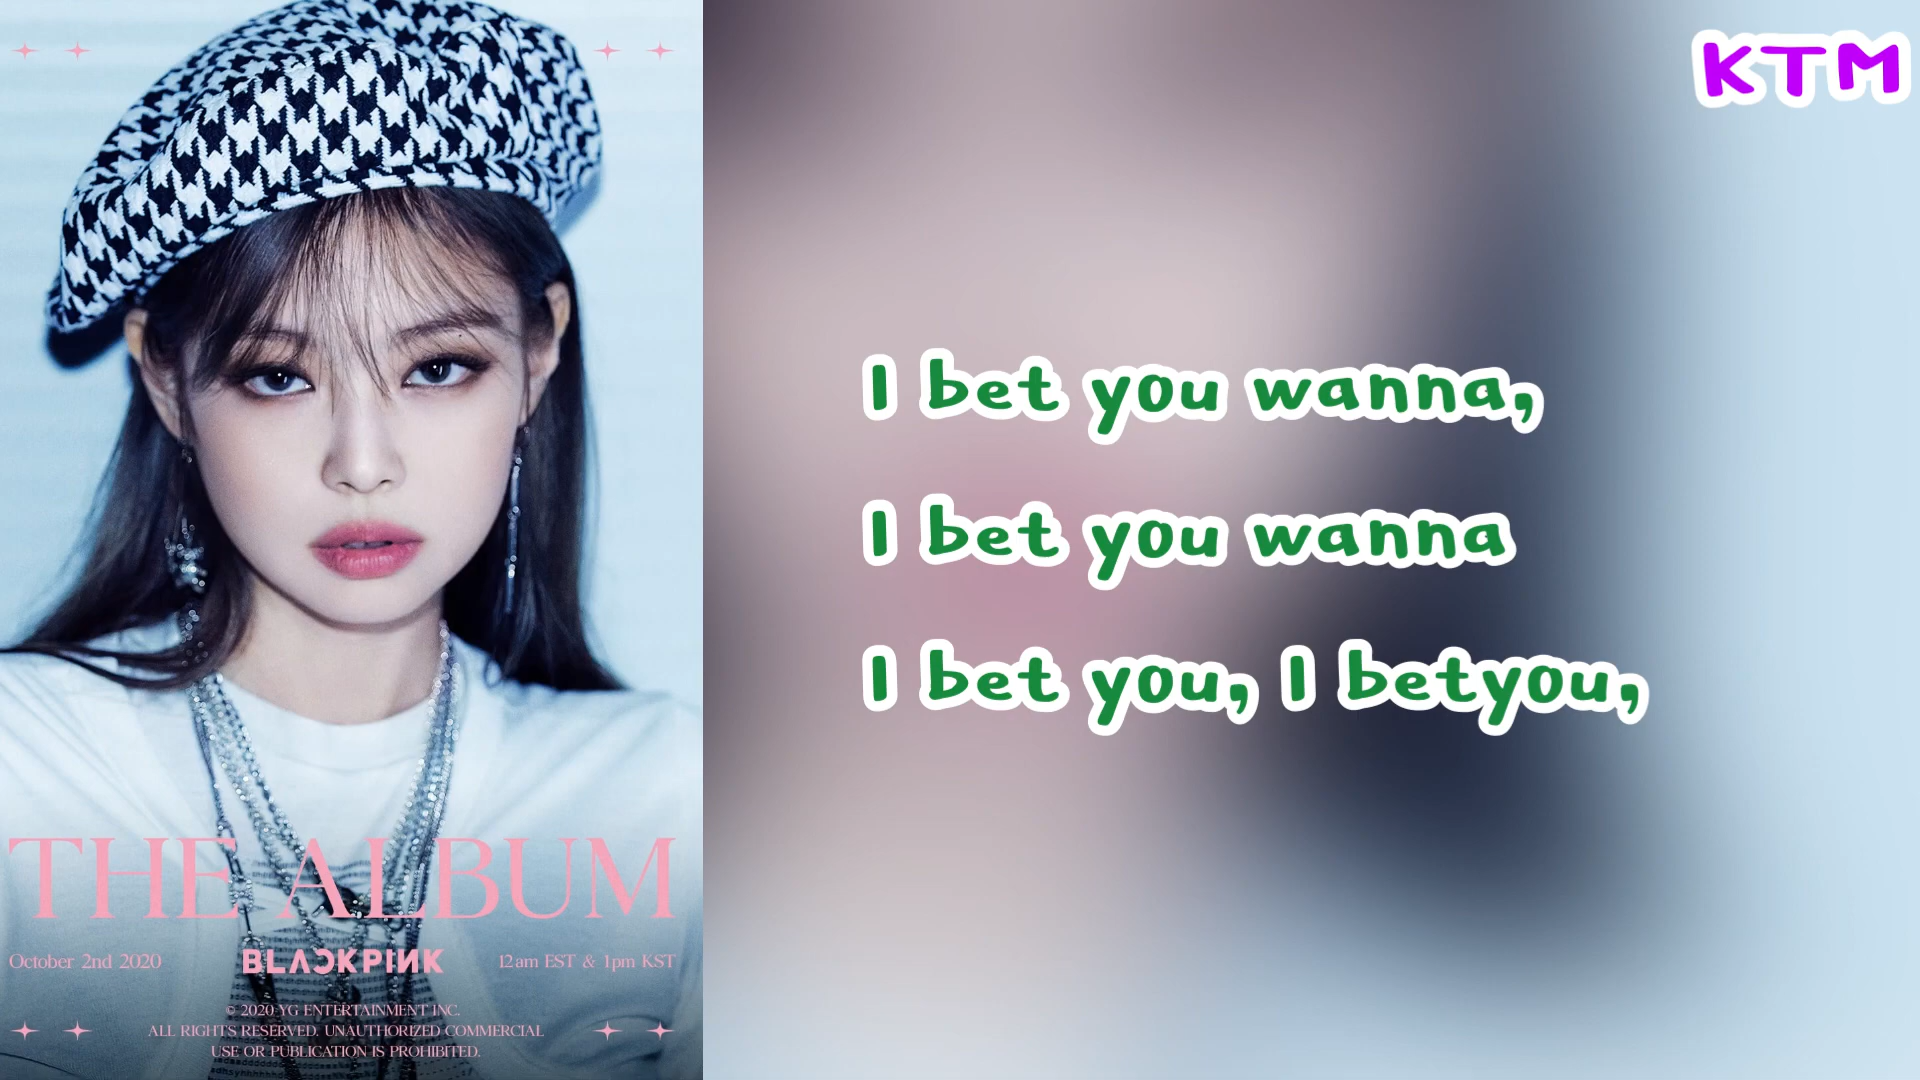 KTM
I bet you wanna,
I bet you wanna
I bet you, I betyou,
THE ALBUM
October 2nd 2020
BLACKPINK
12am EST & 1pm KST
© 2020 YG ENTERTAINMENT INC.
ALL RIGHTS RESERVED. UNAUTHORIZED COMMERCIAL
USE OR PUBLICATION IS PROHIBITED.